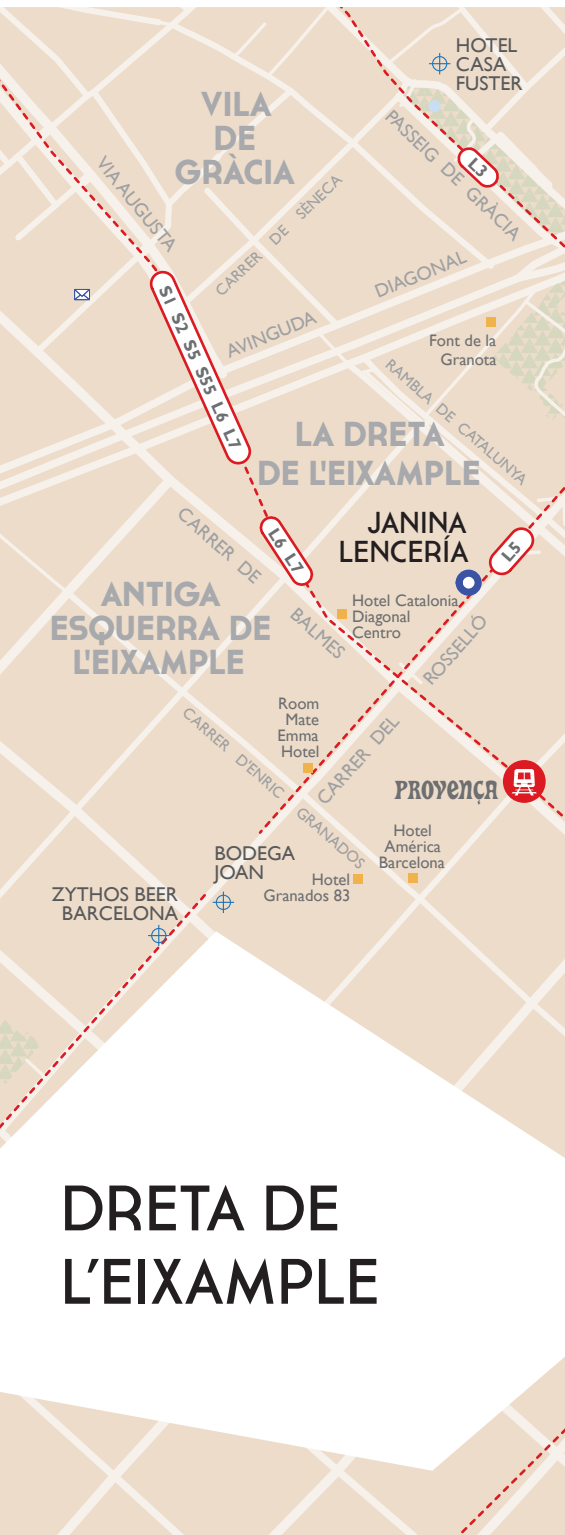 HOTEL
CASA
FUSTER
VILA
DE
GRÀCIA
PASSEIG DE GRÀCIA
L3
VIA AUGUSTA
CARRER DE SÈNECA
AVINGUDA DIAGONAL
S1 S2 S5 S55 L6 L7
Font de la
Granota
RAMBLA DE CATALUNYA
LA DRETA
DE L'EIXAMPLE
JANINA
LENCERÍA
L5
CARRER DE BALMES
L6 L7
ANTIGA
ESQUERRA DE
L'EIXAMPLE
Hotel Catalonia
Diagonal
Centro
CARRER DEL ROSSELLÓ
Room
Mate
Emma
Hotel
CARRER D'ENRIC GRANADOS
PROVENÇA
Hotel
América
Barcelona
Hotel
Granados 83
BODEGA
JOAN
ZYTHOS BEER
BARCELONA
DRETA DE
L'EIXAMPLE